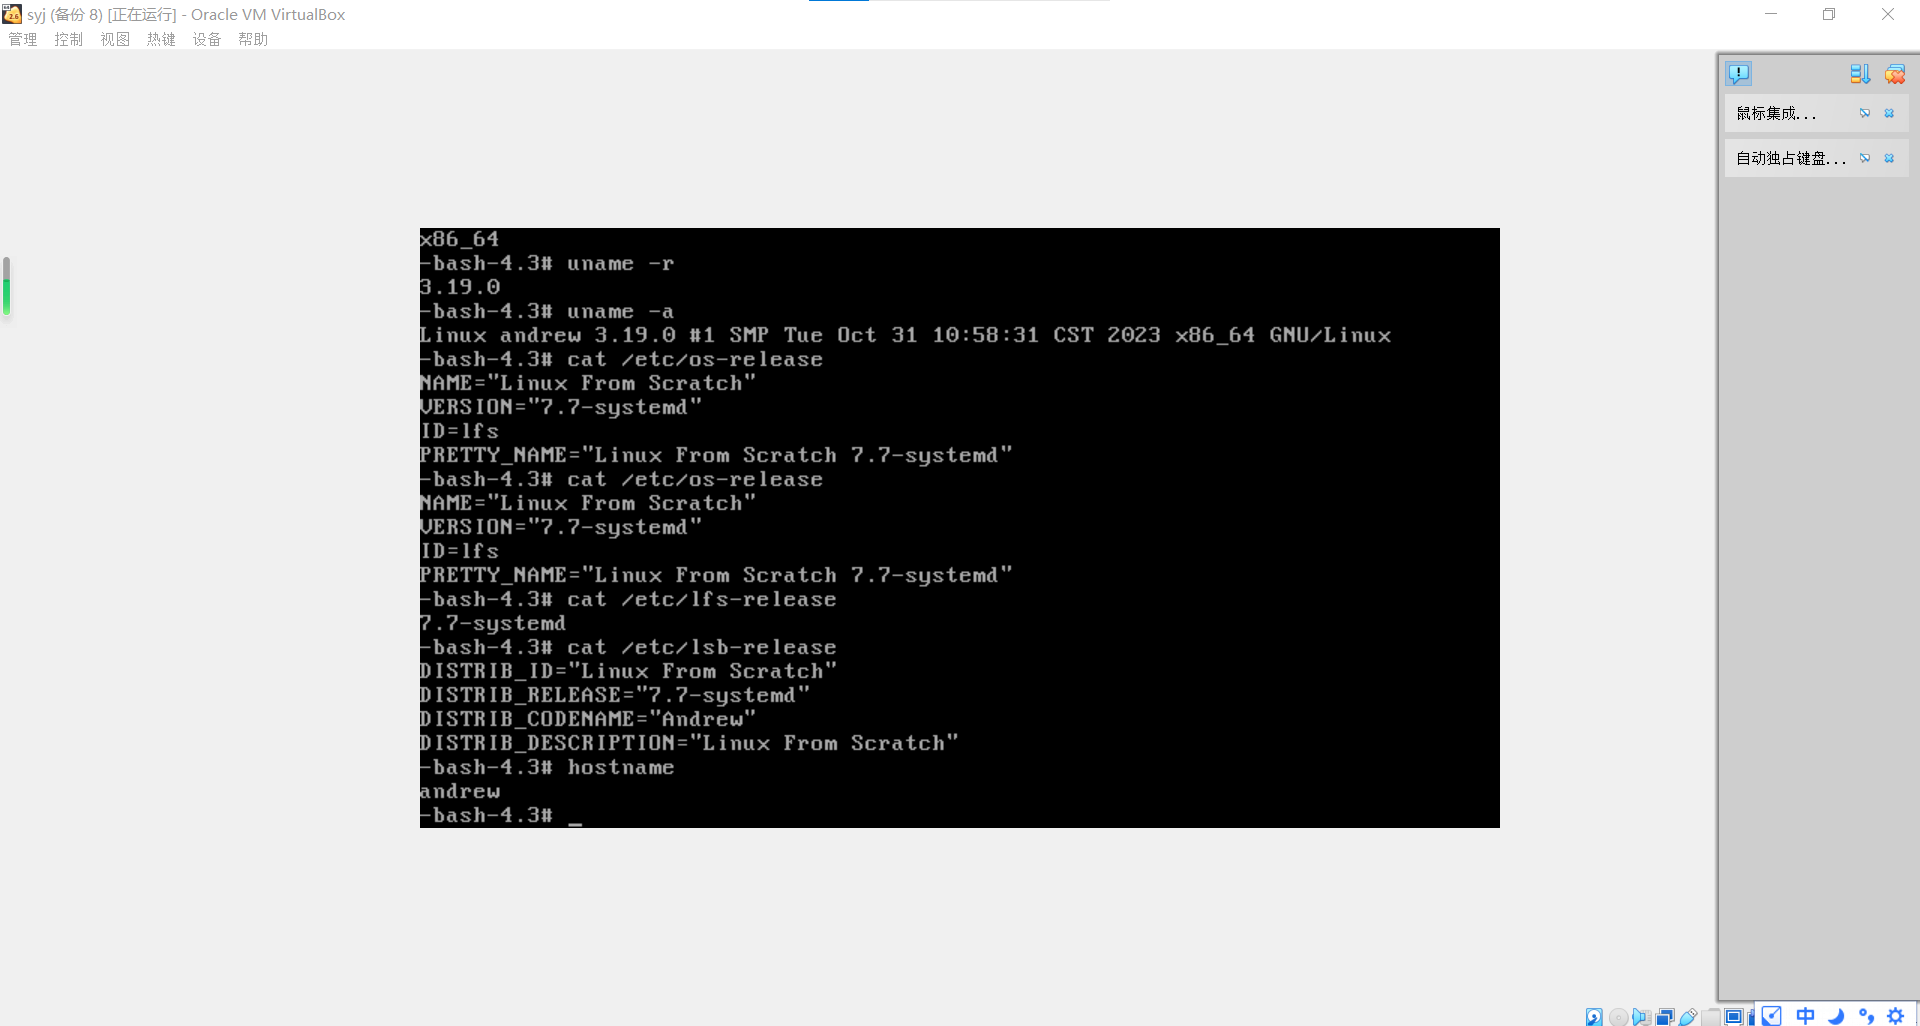 syj (备份 8) [正在运行] - Oracle VM VirtualBox
管理 控制 视图 热键 设备 帮助
鼠标集成...
自动独占键盘...
x86_64
-bash-4.3# uname -r
3.19.0
-bash-4.3# uname -a
Linux andrew 3.19.0 #1 SMP Tue Oct 31 10:58:31 CST 2023 x86_64 GNU/Linux
-bash-4.3# cat /etc/os-release
NAME="Linux From Scratch"
VERSION="7.7-systemd"
ID=lfs
PRETTY_NAME="Linux From Scratch 7.7-systemd"
-bash-4.3# cat /etc/os-release
NAME="Linux From Scratch"
VERSION="7.7-systemd"
ID=lfs
PRETTY_NAME="Linux From Scratch 7.7-systemd"
-bash-4.3# cat /etc/lfs-release
7.7-systemd
-bash-4.3# cat /etc/lsb-release
DISTRIB_ID="Linux From Scratch"
DISTRIB_RELEASE="7.7-systemd"
DISTRIB_CODENAME="Andrew"
DISTRIB_DESCRIPTION="Linux From Scratch"
-bash-4.3# hostname
andrew
-bash-4.3# _
中